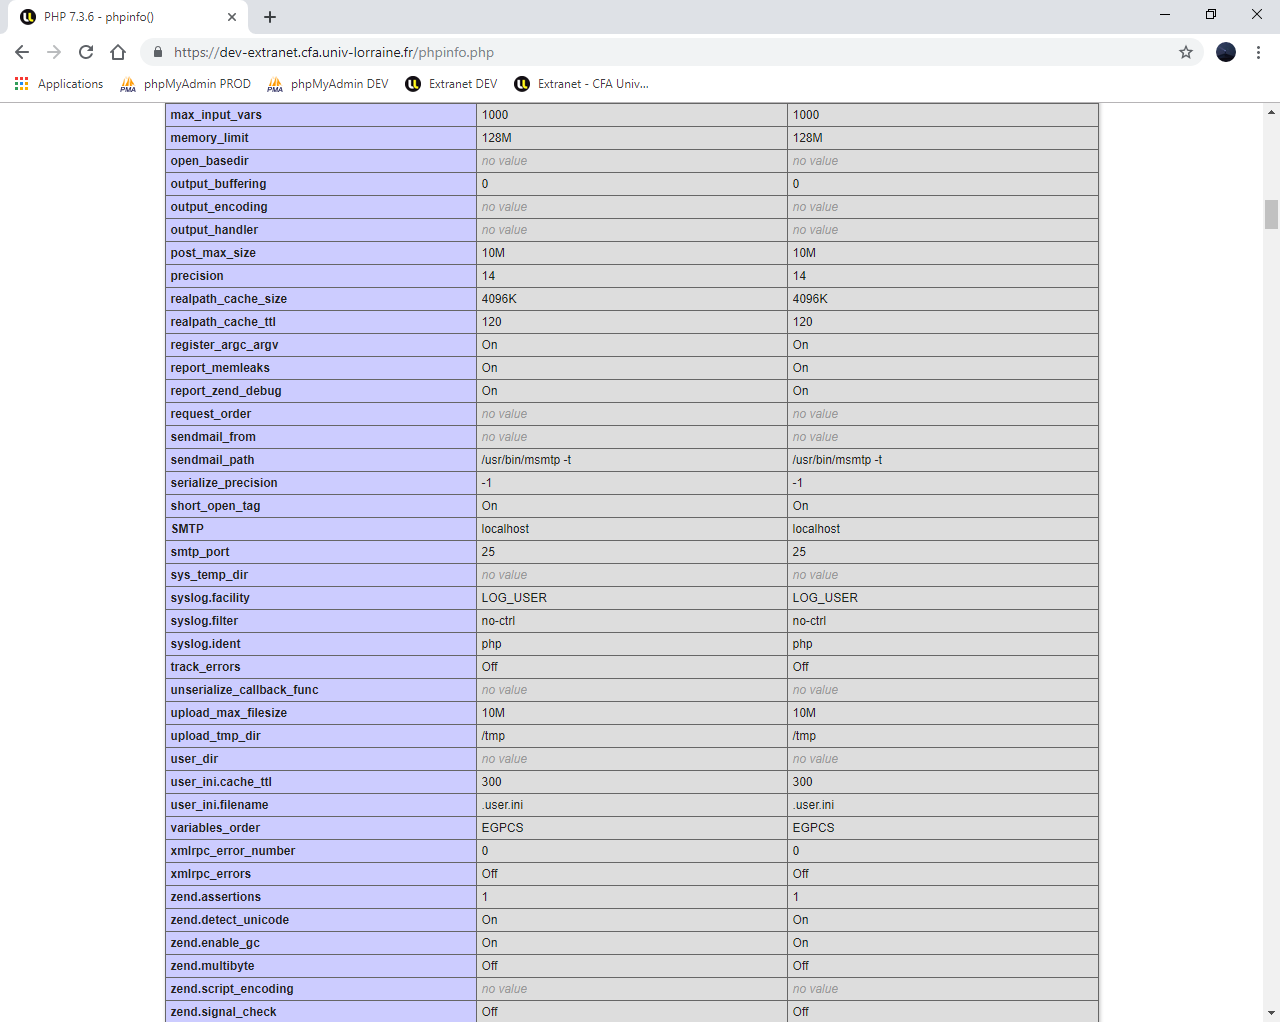 PHP 7.3.6 - phpinfo()
https://dev-extranet.cfa.univ-lorraine.fr/phpinfo.php
Applications phpMyAdmin PROD phpMyAdmin DEV Extranet DEV Extranet - CFA Univ...
max_input_vars 1000 1000
memory_limit 128M 128M
open_basedir no value no value
output_buffering 0 0
output_encoding no value no value
output_handler no value no value
post_max_size 10M 10M
precision 14 14
realpath_cache_size 4096K 4096K
realpath_cache_ttl 120 120
register_argc_argv On On
report_memleaks On On
report_zend_debug On On
request_order no value no value
sendmail_from no value no value
sendmail_path /usr/bin/msmtp -t /usr/bin/msmtp -t
serialize_precision -1 -1
short_open_tag On On
SMTP localhost localhost
smtp_port 25 25
sys_temp_dir no value no value
syslog.facility LOG_USER LOG_USER
syslog.filter no-ctrl no-ctrl
syslog.ident php php
track_errors Off Off
unserialize_callback_func no value no value
upload_max_filesize 10M 10M
upload_tmp_dir /tmp /tmp
user_dir no value no value
user_ini.cache_ttl 300 300
user_ini.filename .user.ini .user.ini
variables_order EGPCS EGPCS
xmlrpc_error_number 0 0
xmlrpc_errors Off Off
zend.assertions 1 1
zend.detect_unicode On On
zend.enable_gc On On
zend.multibyte Off Off
zend.script_encoding no value no value
zend.signal_check Off Off